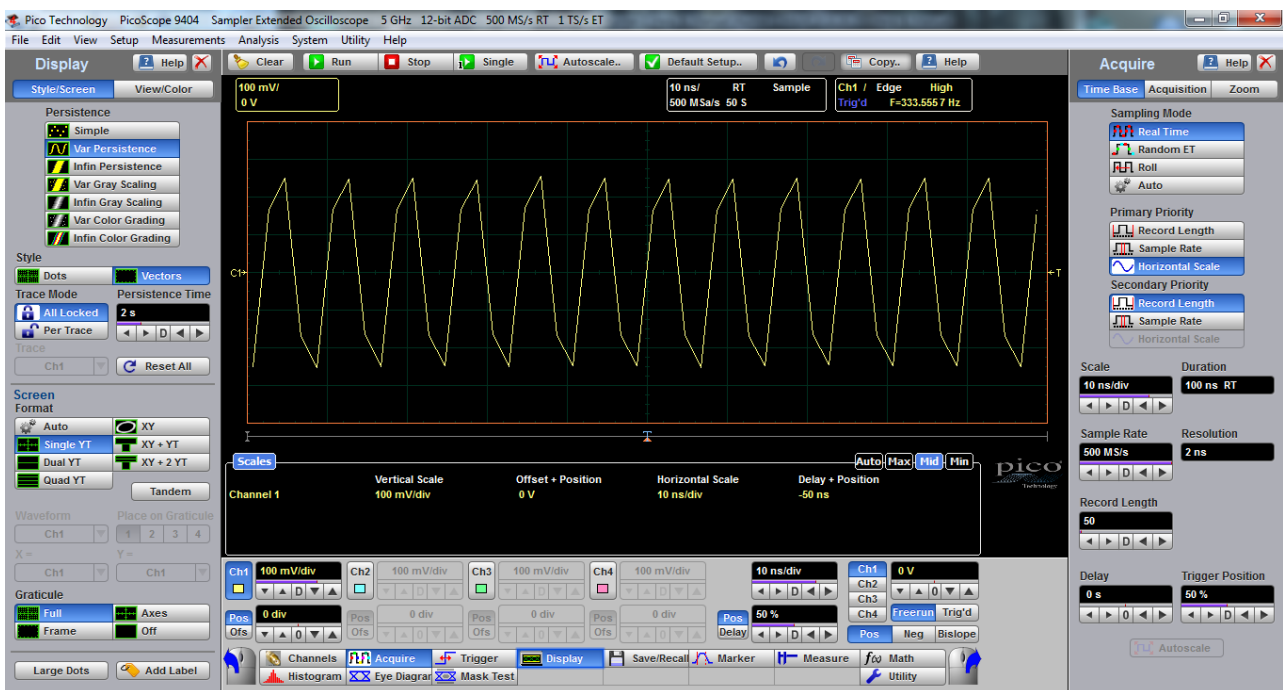 Pico Technology PicoScope 9404 Sampler Extended Oscilloscope 5 GHz 12-bit ADC 500 MS/s RT 1 TS/s ET
File Edit View Setup Measurements Analysis System Utility Help
Display Help
Clear Run Stop Single Autoscale.. Default Setup.. Copy.. Help
Acquire Help
Style/Screen View/Color
100 mV/
0 V
10 ns/ RT Sample
500 MSa/s 50 S
Ch1 / Edge High
Trig'd F=333.555 7 Hz
Time Base Acquisition Zoom
Persistence
Simple
Var Persistence
Infin Persistence
Var Gray Scaling
Infin Gray Scaling
Var Color Grading
Infin Color Grading
Style
Dots Vectors
Trace Mode Persistence Time
All Locked 2 s
Per Trace D
Trace
Ch1 Reset All
Screen
Format
Auto XY
Single YT XY + YT
Dual YT XY + 2 YT
Quad YT
Tandem
Waveform Place on Graticule
Ch1 1 2 3 4
X = Y =
Ch1 Ch1
Graticule
Full Axes
Frame Off
Large Dots Add Label
C1
T
T
Scales Auto Max Mid Min
Vertical Scale Offset + Position Horizontal Scale Delay + Position
Channel 1 100 mV/div 0 V 10 ns/div -50 ns
pico
Technology
Ch1 100 mV/div Ch2 100 mV/div Ch3 100 mV/div Ch4 100 mV/div 10 ns/div Ch1 0 V
D D D D D Ch2 0
Ch3
Pos 0 div Pos 0 div Pos 0 div Pos 0 div Pos 50 % Ch4 Freerun Trig'd
Ofs 0 Ofs 0 Ofs 0 Ofs 0 Delay D Pos Neg Bislope
Channels Acquire Trigger Display Save/Recall Marker Measure f(x) Math
Histogram Eye Diagrar Mask Test Utility
Sampling Mode
Real Time
Random ET
Roll
Auto
Primary Priority
Record Length
Sample Rate
Horizontal Scale
Secondary Priority
Record Length
Sample Rate
Horizontal Scale
Scale Duration
10 ns/div 100 ns RT
D
Sample Rate Resolution
500 MS/s 2 ns
D
Record Length
50
D
Delay Trigger Position
0 s 50 %
0 D
Autoscale